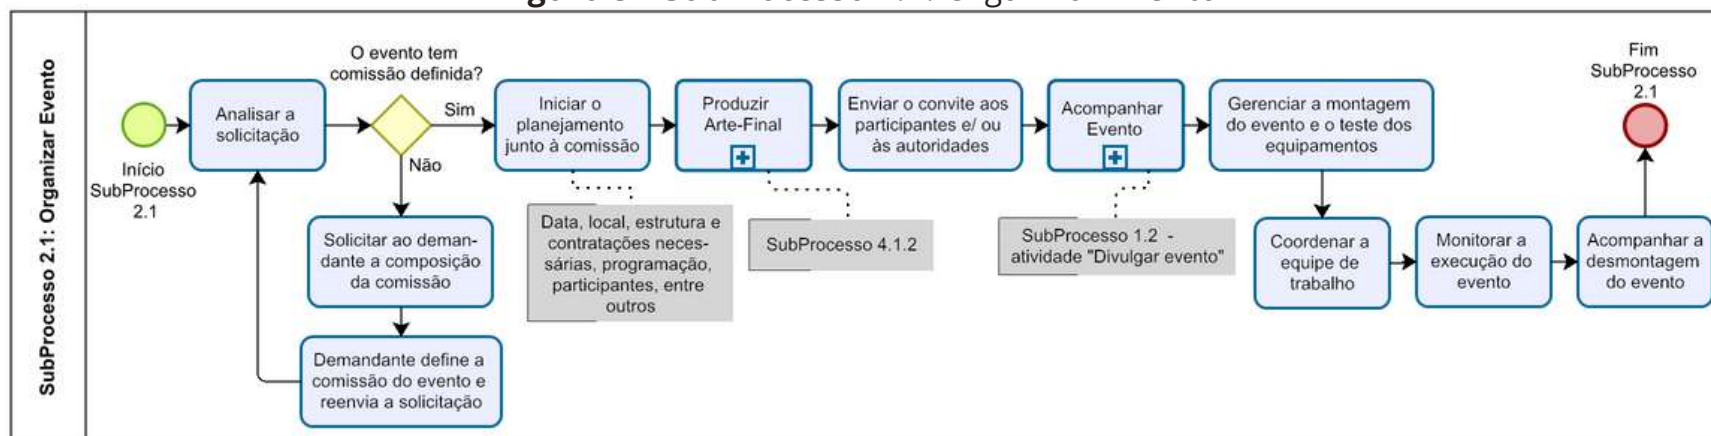 SubProcesso 2.1: Organizar Evento
Início
SubProcesso
2.1
Analisar a
solicitação
O evento tem
comissão definida?
Sim
Não
Solicitar ao deman-
dante a composição
da comissão
Demandante define a
comissão do evento e
reenvia a solicitação
Iniciar o
planejamento
junto à comissão
Data, local, estrutura e
contratações neces-
sárias, programação,
participantes, entre
outros
Produzir
Arte-Final
SubProcesso 4.1.2
Enviar o convite aos
participantes e/ ou
às autoridades
Acompanhar
Evento
SubProcesso 1.2 -
atividade "Divulgar evento"
Gerenciar a montagem
do evento e o teste dos
equipamentos
Coordenar a
equipe de
trabalho
Monitorar a
execução do
evento
Acompanhar a
desmontagem
do evento
Fim
SubProcesso
2.1